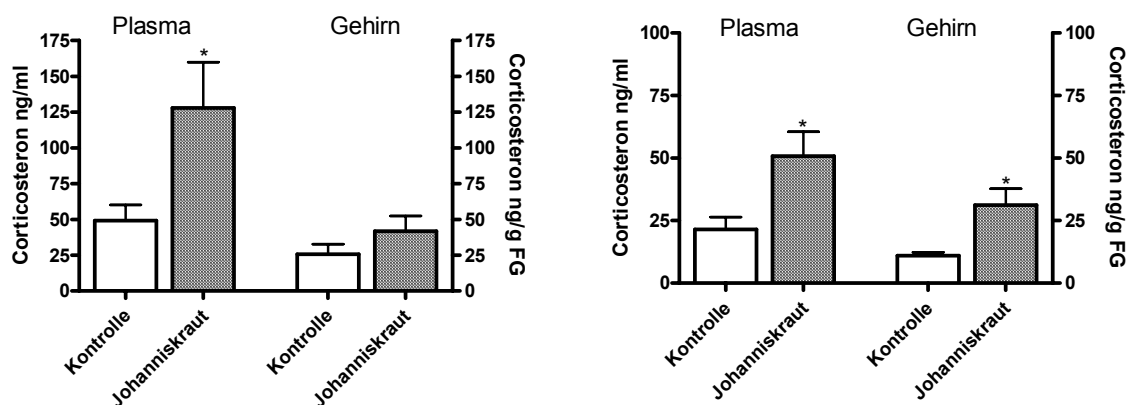 Plasma Gehirn
Corticosteron ng/ml
175
150
125
100
75
50
25
0
*
175
150
125
100
75
50
25
0
Corticosteron ng/g FG
Kontrolle
Johanniskraut
Kontrolle
Johanniskraut
Plasma Gehirn
Corticosteron ng/ml
100
75
50
25
0
*
*
100
75
50
25
0
Corticosteron ng/g FG
Kontrolle
Johanniskraut
Kontrolle
Johanniskraut